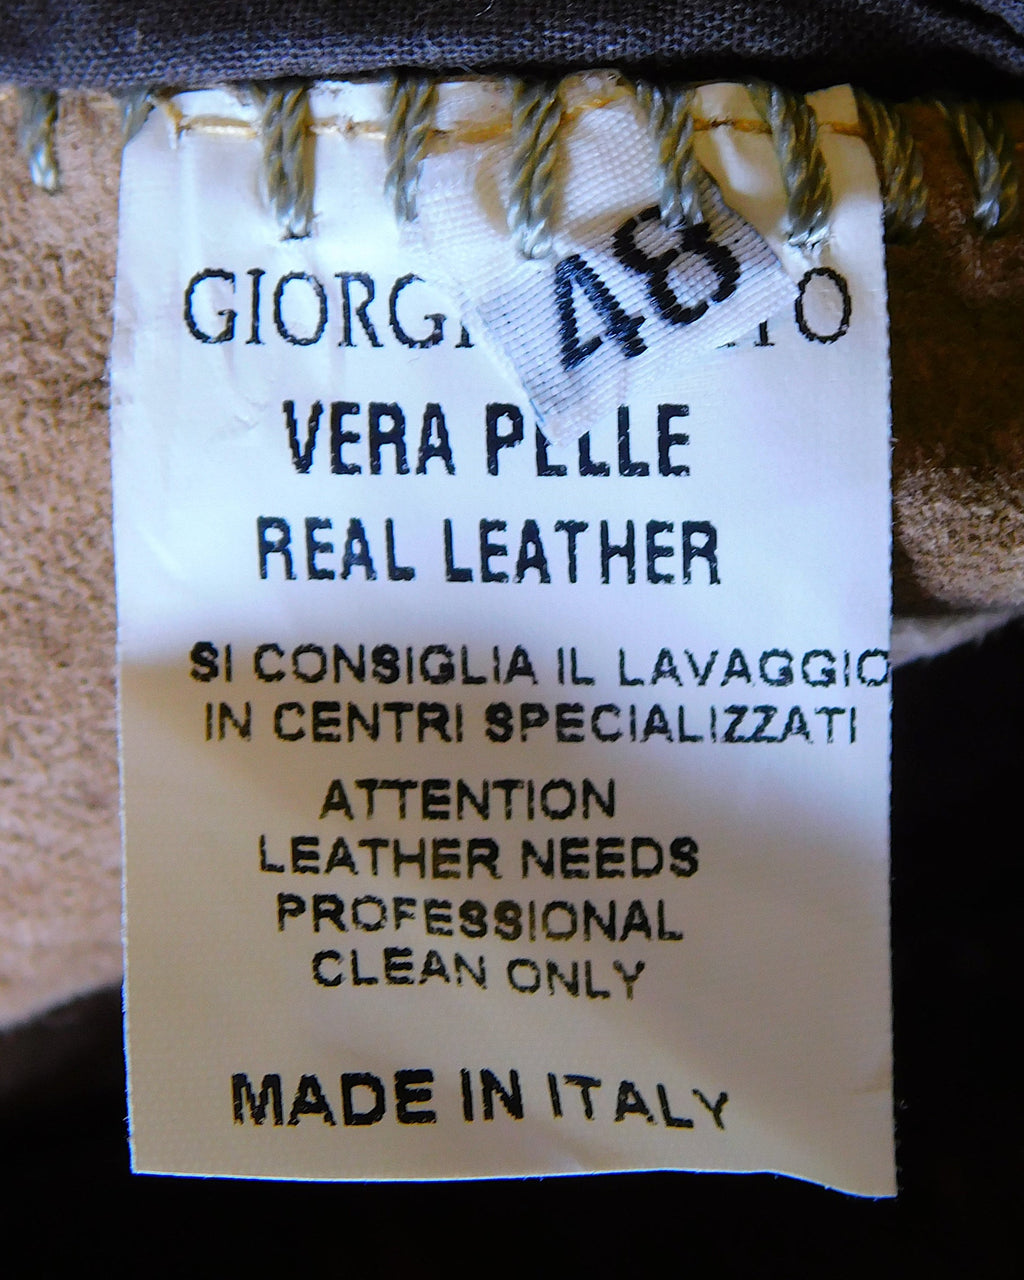 48
VERA PELLE
REAL LEATHER
SI CONSIGLIA IL LAVAGGIO
IN CENTRI SPECIALIZZATI
ATTENTION
LEATHER NEEDS
PROFESSIONAL
CLEAN ONLY
MADE IN ITALY